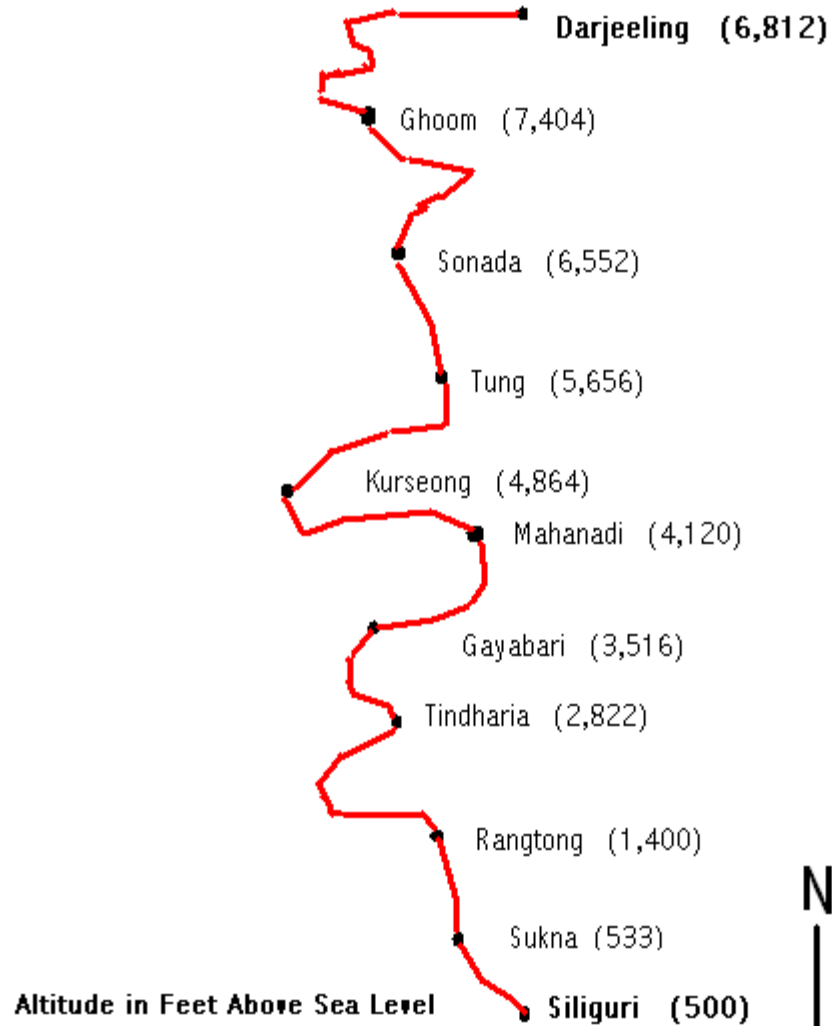 Darjeeling (6,812)
Ghoom (7,404)
Sonada (6,552)
Tung (5,656)
Kurseong (4,864)
Mahanadi (4,120)
Gayabari (3,516)
Tindharia (2,822)
Rangtong (1,400)
N
Sukna (533)
Altitude in Feet Above Sea Level
Siliguri (500)